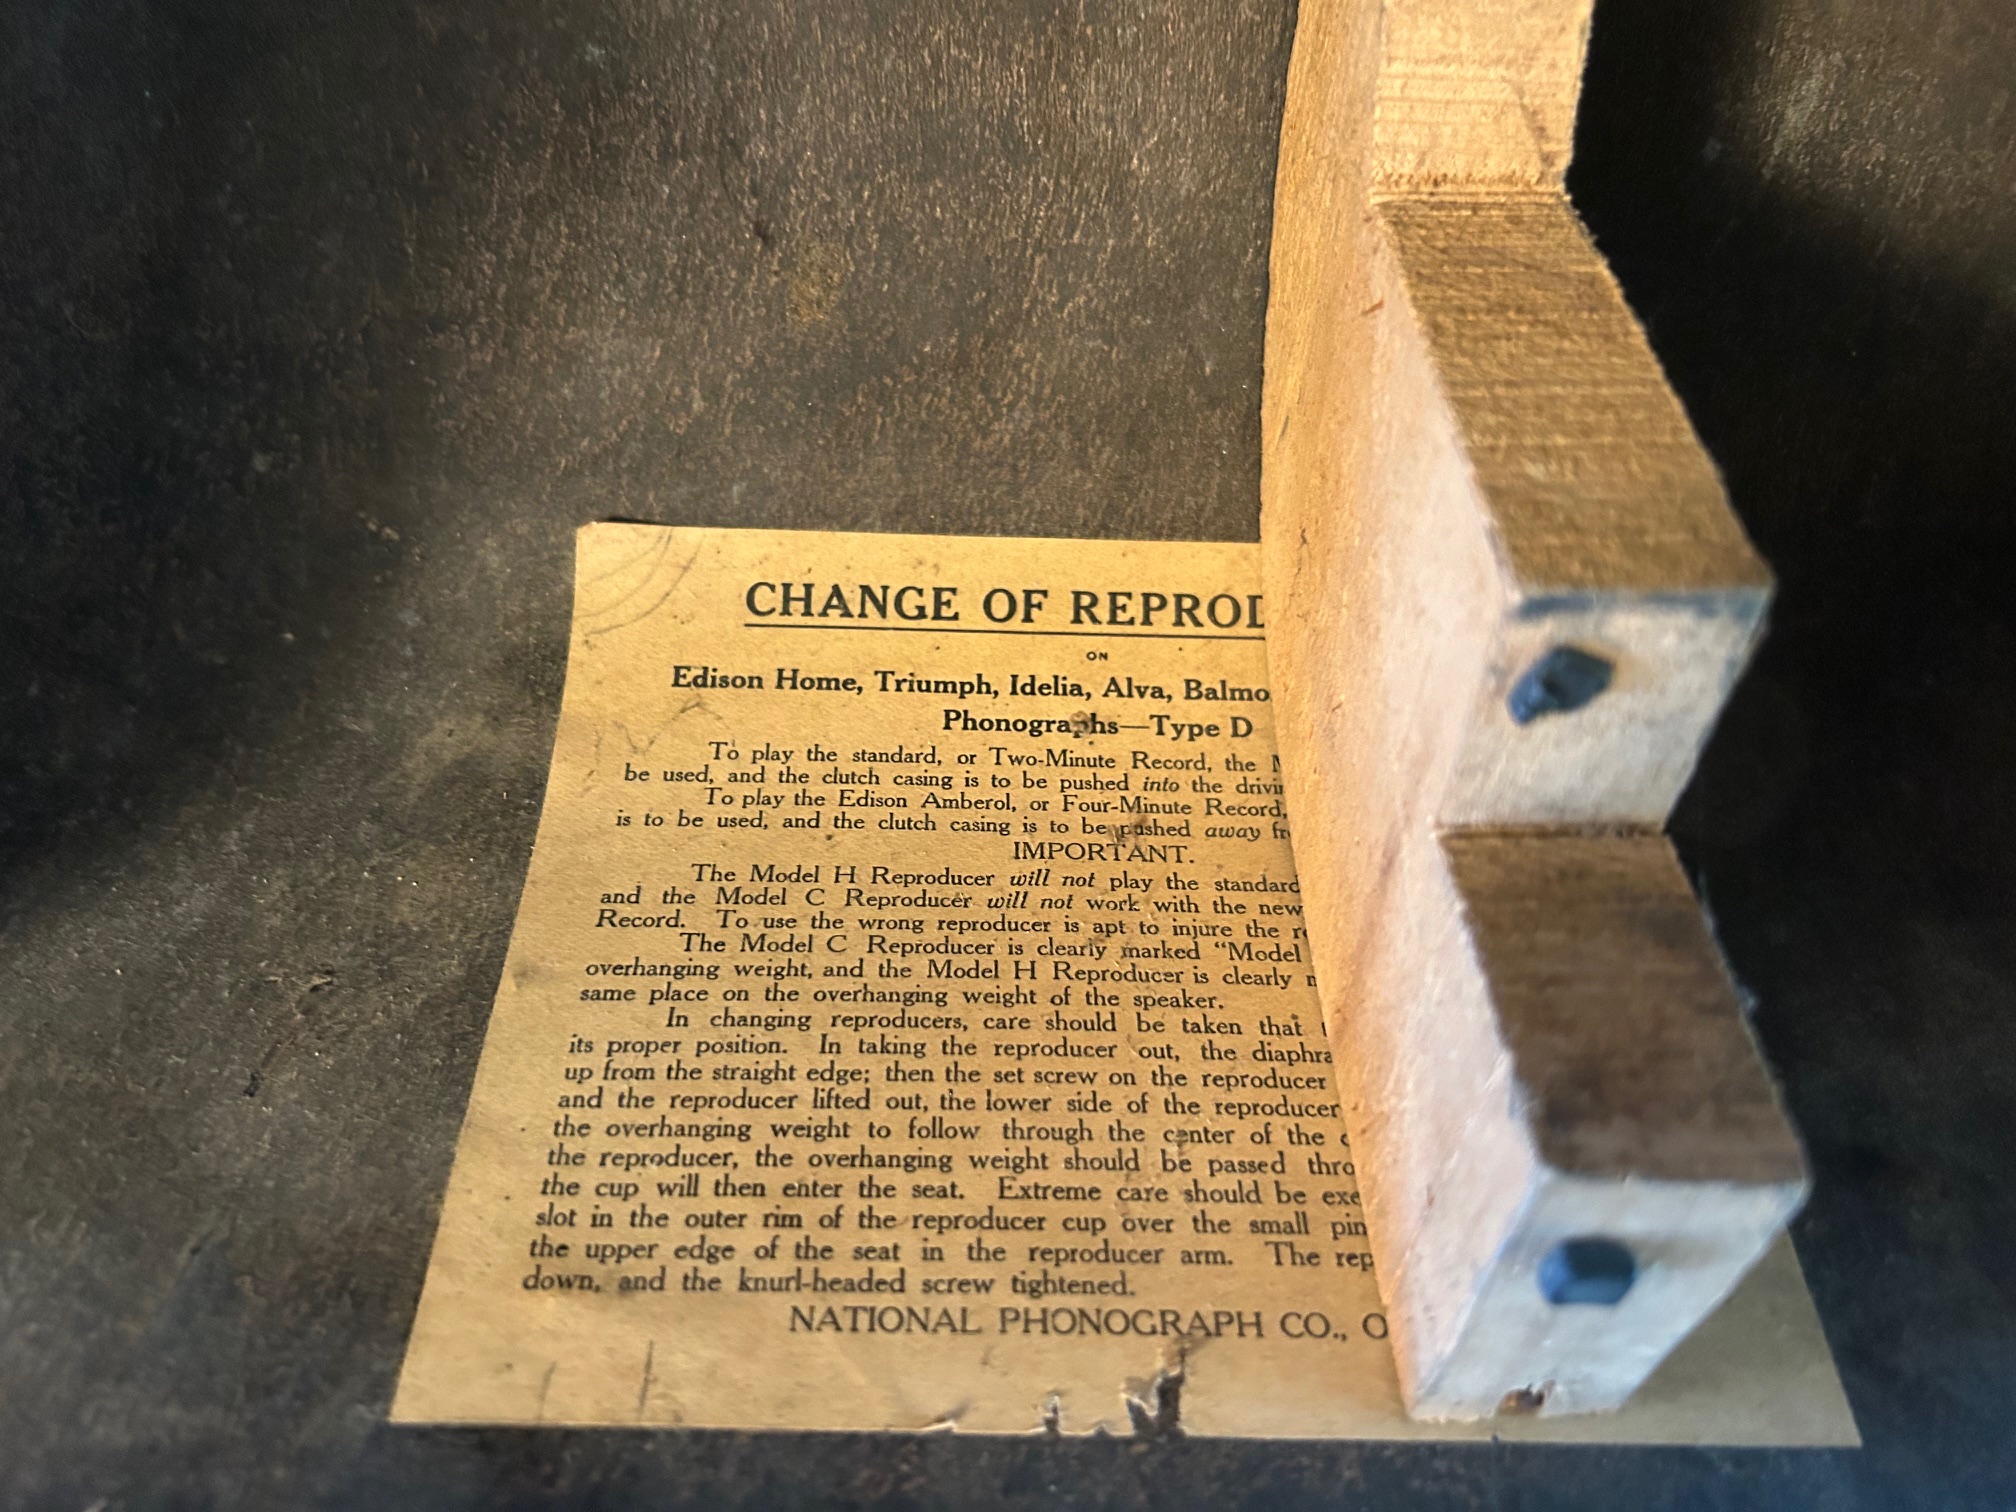 CHANGE OF REPROD
ON
Edison Home, Triumph, Idelia, Alva, Balmo
Phonographs—Type D
To play the standard, or Two-Minute Record, the
be used, and the clutch casing is to be pushed into the drivi
To play the Edison Amberol, or Four-Minute Record,
is to be used, and the clutch casing is to be pushed away fr
IMPORTANT.
The Model H Reproducer will not play the standard
and the Model C Reproducer will not work with the new
Record. To use the wrong reproducer is apt to injure the r
The Model C Reproducer is clearly marked “Model
overhanging weight, and the Model H Reproducer is clearly
same place on the overhanging weight of the speaker.
In changing reproducers, care should be taken that
its proper position. In taking the reproducer out, the diaphra
up from the straight edge; then the set screw on the reproducer
and the reproducer lifted out, the lower side of the reproducer
the overhanging weight to follow through the center of the
the reproducer, the overhanging weight should be passed thro
the cup will then enter the seat. Extreme care should be exe
slot in the outer rim of the reproducer cup over the small pin
the upper edge of the seat in the reproducer arm. The rep
down, and the knurl-headed screw tightened.
NATIONAL PHONOGRAPH CO., O